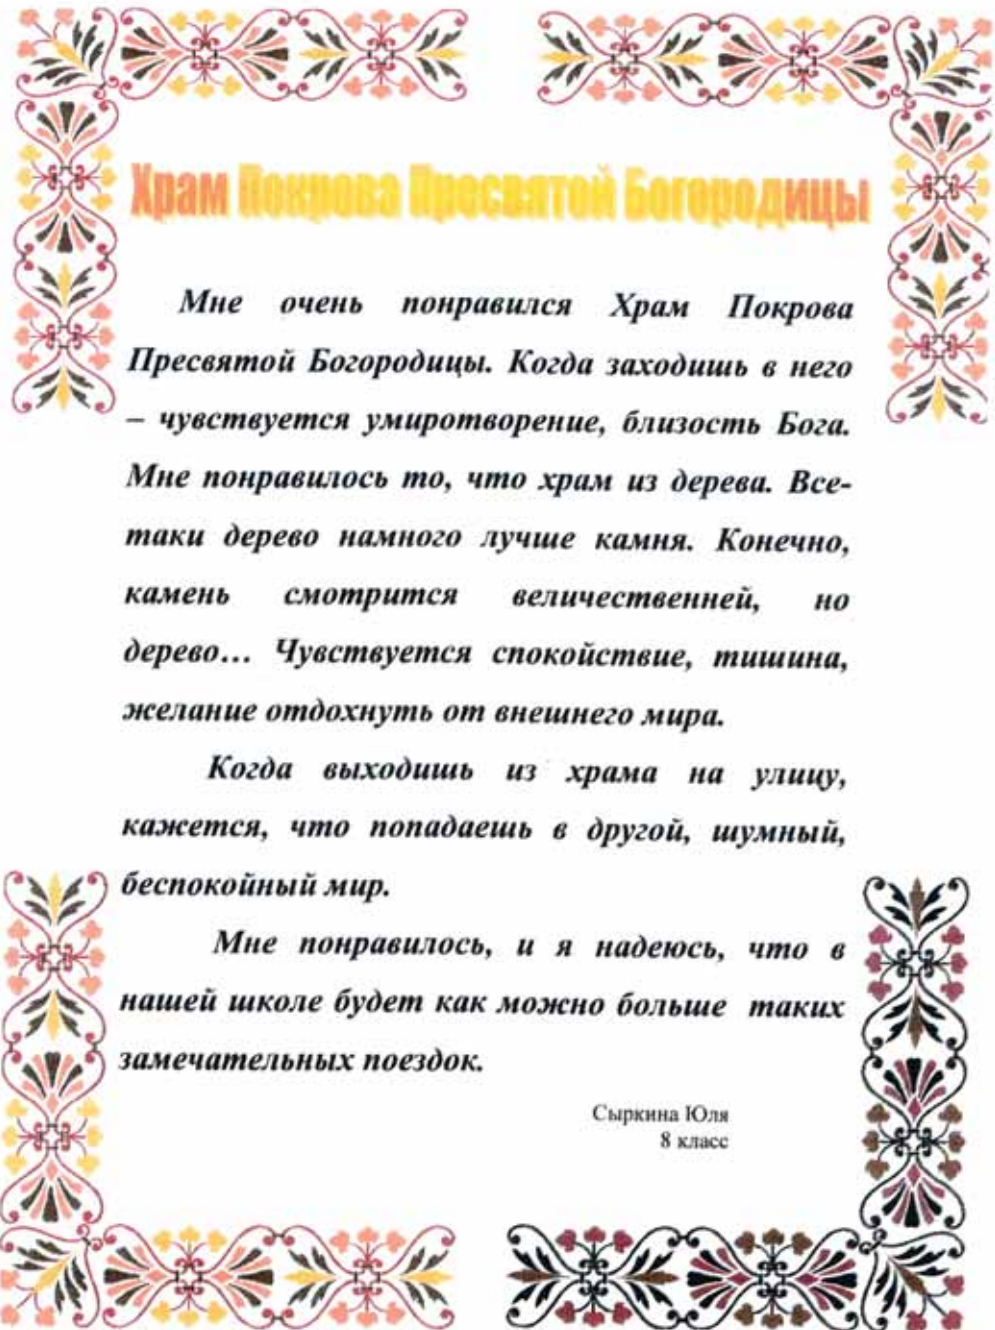 Храм Покрова Пресвятой Богородицы
Мне очень понравился Храм Покрова
Пресвятой Богородицы. Когда заходишь в него
– чувствуется умиротворение, близость Бога.
Мне понравилось то, что храм из дерева. Все-
таки дерево намного лучше камня. Конечно,
камень смотрится величественней, но
дерево… Чувствуется спокойствие, тишина,
желание отдохнуть от внешнего мира.
Когда выходишь из храма на улицу,
кажется, что попадаешь в другой, шумный,
беспокойный мир.
Мне понравилось, и я надеюсь, что в
нашей школе будет как можно больше таких
замечательных поездок.
Сыркина Юля
8 класс